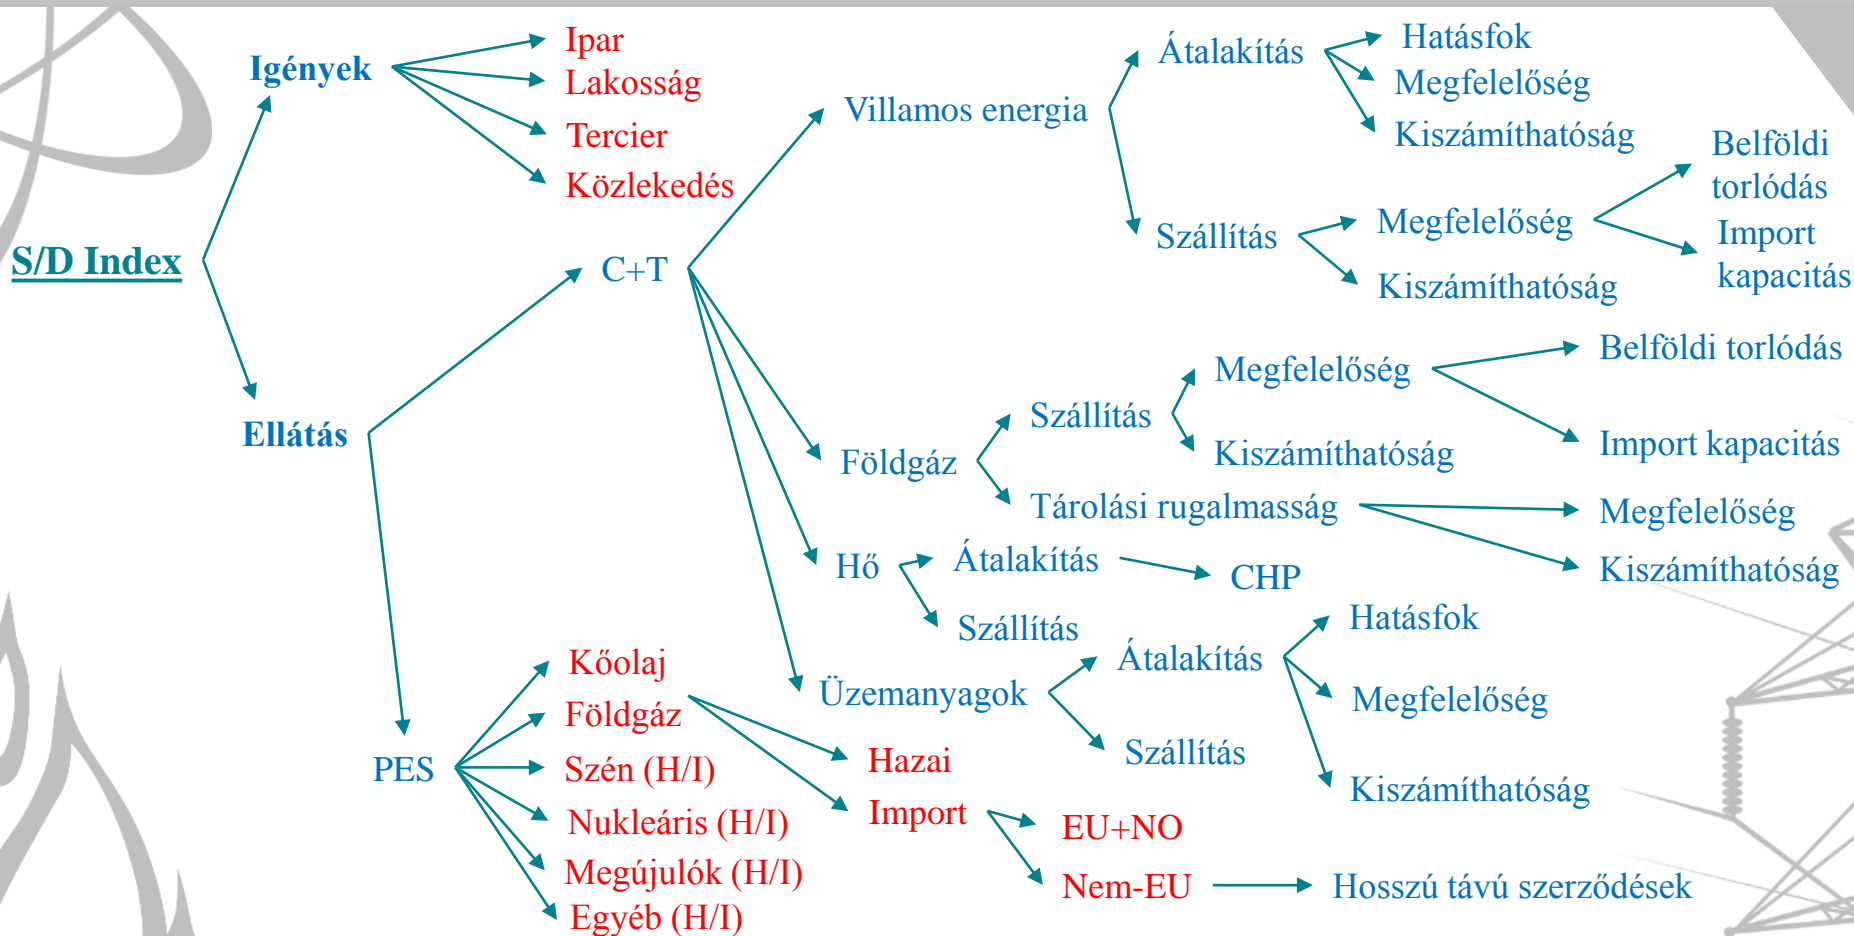 S/D Index
Igények
Ipar
Lakosság
Tercier
Közlekedés
Ellátás
C+T
Villamos energia
Átalakítás
Hatásfok
Megfelelőség
Kiszámíthatóság
Szállítás
Megfelelőség
Belföldi
torlódás
Import
kapacitás
Kiszámíthatóság
Földgáz
Szállítás
Megfelelőség
Belföldi torlódás
Import kapacitás
Kiszámíthatóság
Tárolási rugalmasság
Megfelelőség
Kiszámíthatóság
Hő
Átalakítás
CHP
Szállítás
Üzemanyagok
Átalakítás
Hatásfok
Megfelelőség
Kiszámíthatóság
Szállítás
PES
Kőolaj
Földgáz
Hazai
Import
EU+NO
Nem-EU
Hosszú távú szerződések
Szén (H/I)
Nukleáris (H/I)
Megújulók (H/I)
Egyéb (H/I)